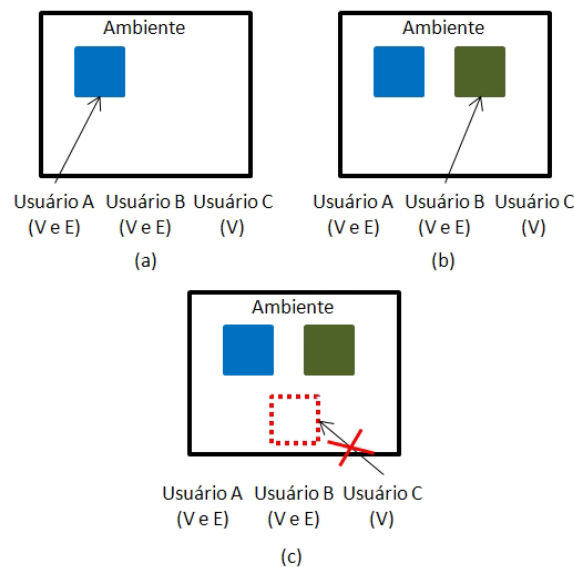 Ambiente
Usuário A Usuário B Usuário C
(V e E) (V e E) (V)
(a)
Ambiente
Usuário A Usuário B Usuário C
(V e E) (V e E) (V)
(b)
Ambiente
Usuário A Usuário B Usuário C
(V e E) (V e E) (V)
(c)